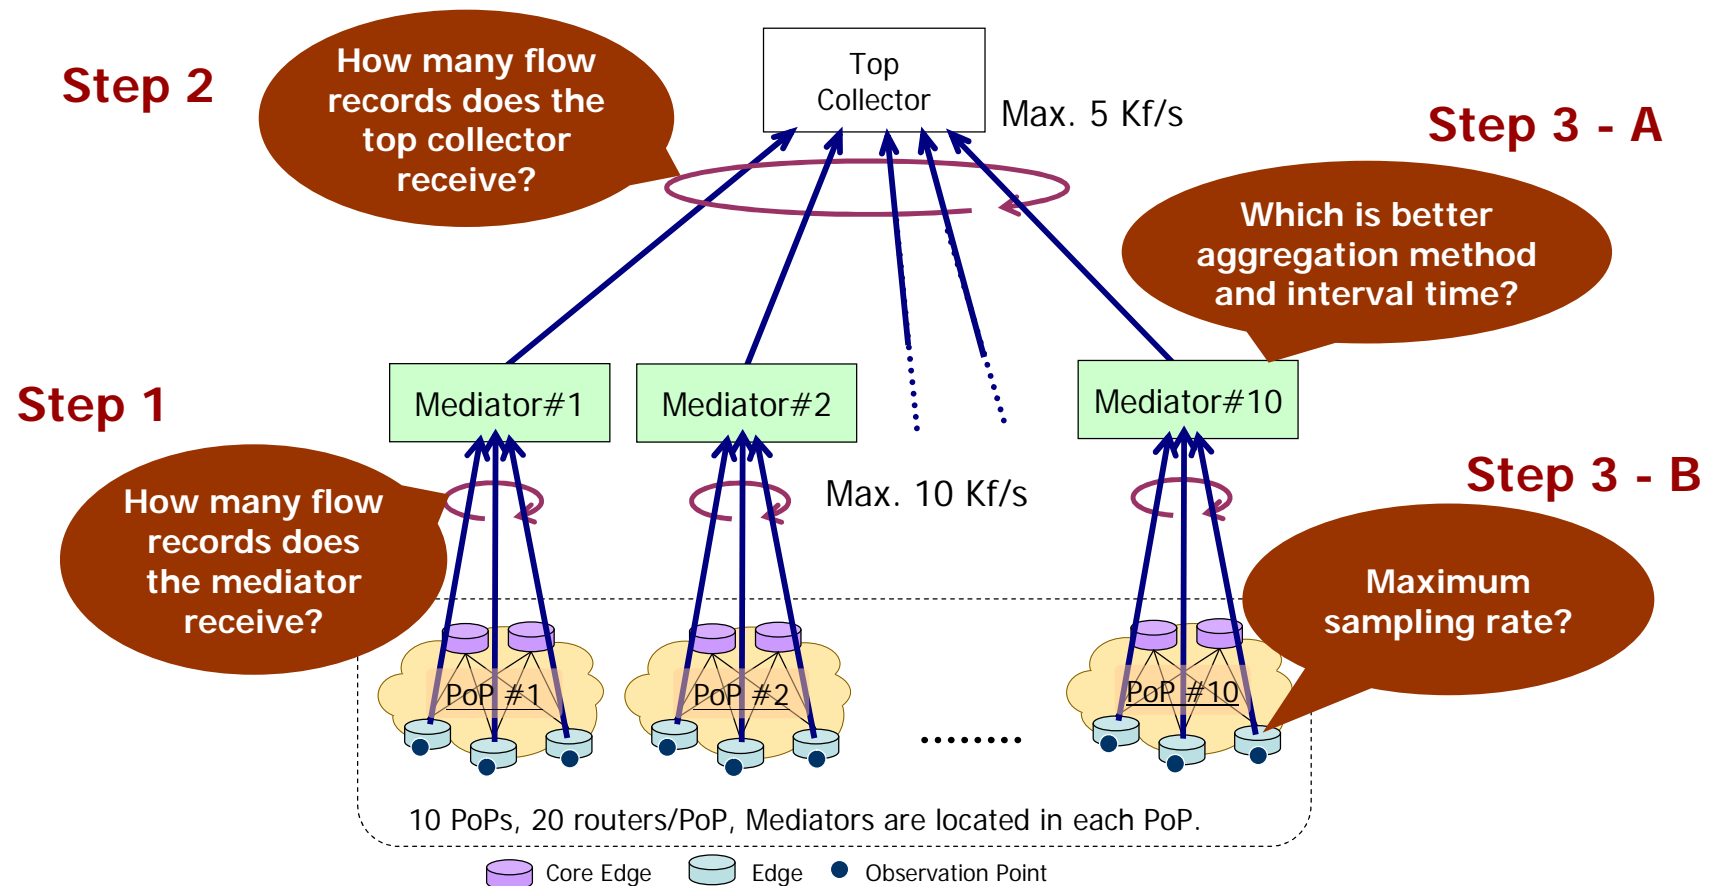 Step 2
How many flow
records does the
top collector
receive?
Top
Collector
Max. 5 Kf/s
Step 3 - A
Which is better
aggregation method
and interval time?
Step 1
Mediator#1
Mediator#2
Mediator#10
How many flow
records does
the mediator
receive?
Max. 10 Kf/s
Step 3 - B
Maximum
sampling rate?
PoP #1
PoP #2
PoP #10
........
10 PoPs, 20 routers/PoP, Mediators are located in each PoP.
Core Edge
Edge
Observation Point